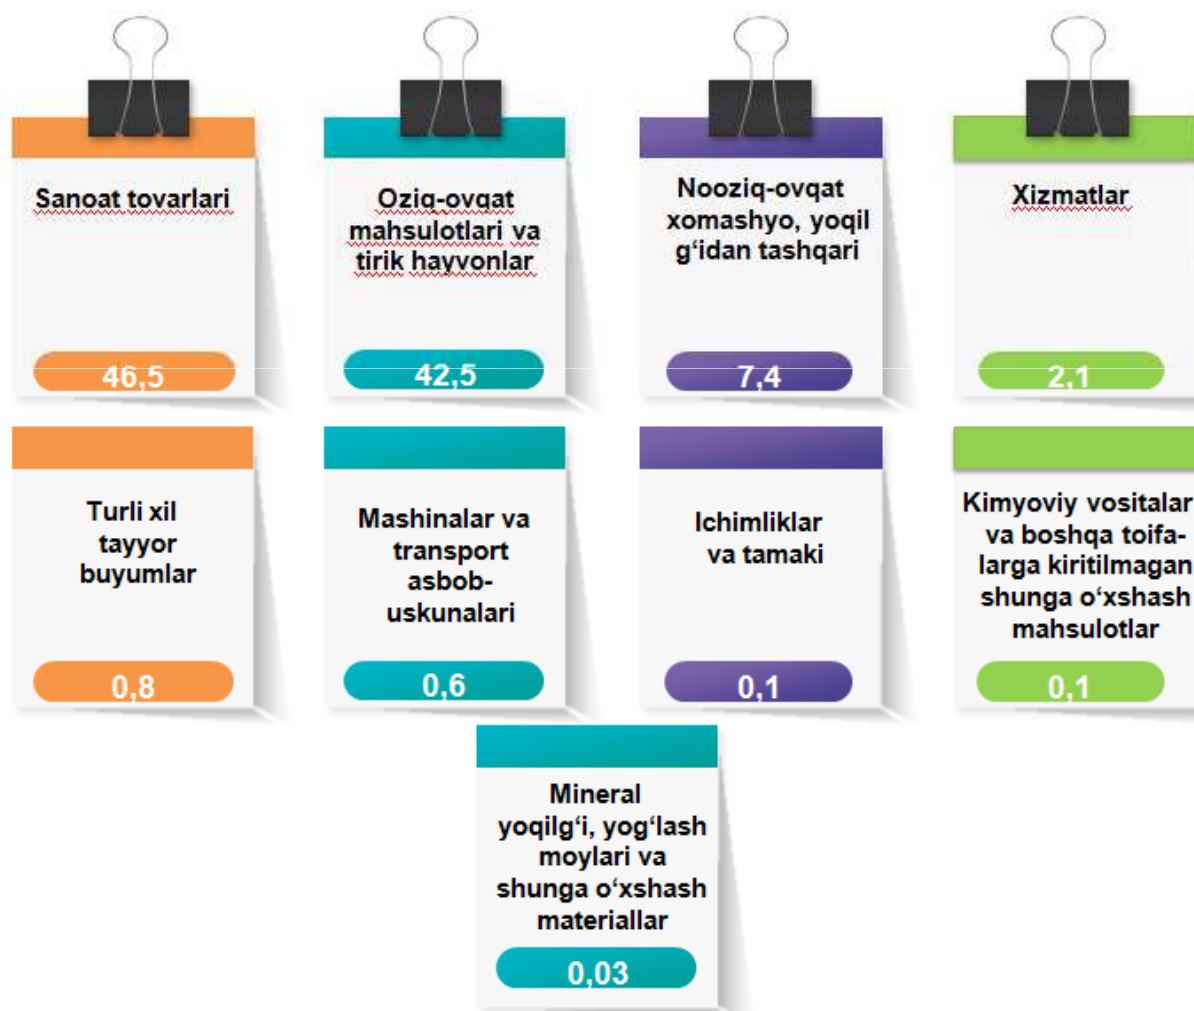 Sanoat tovarlari
46,5
Oziq-ovqat
mahsulotlari va
tirik hayvonlar
42,5
Nooziq-ovqat
xomashyo, yoqil
g‘idan tashqari
7,4
Xizmatlar
2,1
Turli xil
tayyor
buyumlar
0,8
Mashinalar va
transport
asbob-
uskunalari
0,6
Ichimliklar
va tamaki
0,1
Kimyoviy vositalar
va boshqa toifa-
larga kiritilmagan
shunga o‘xshash
mahsulotlar
0,1
Mineral
yoqilg‘i, yog‘lash
moylari va
shunga o‘xshash
materiallar
0,03